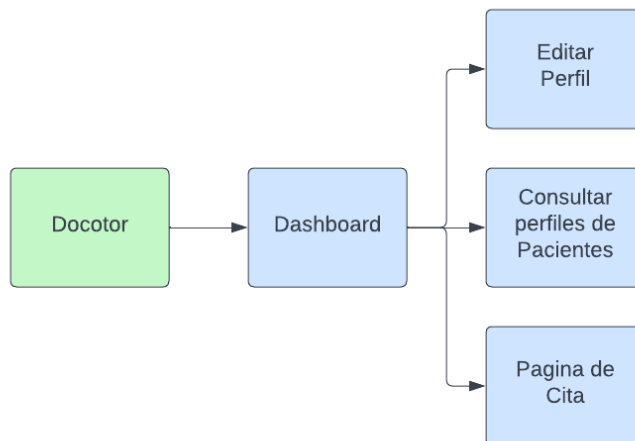 Editar
Perfil
Docotor
Dashboard
Consultar
perfiles de
Pacientes
Pagina de
Cita